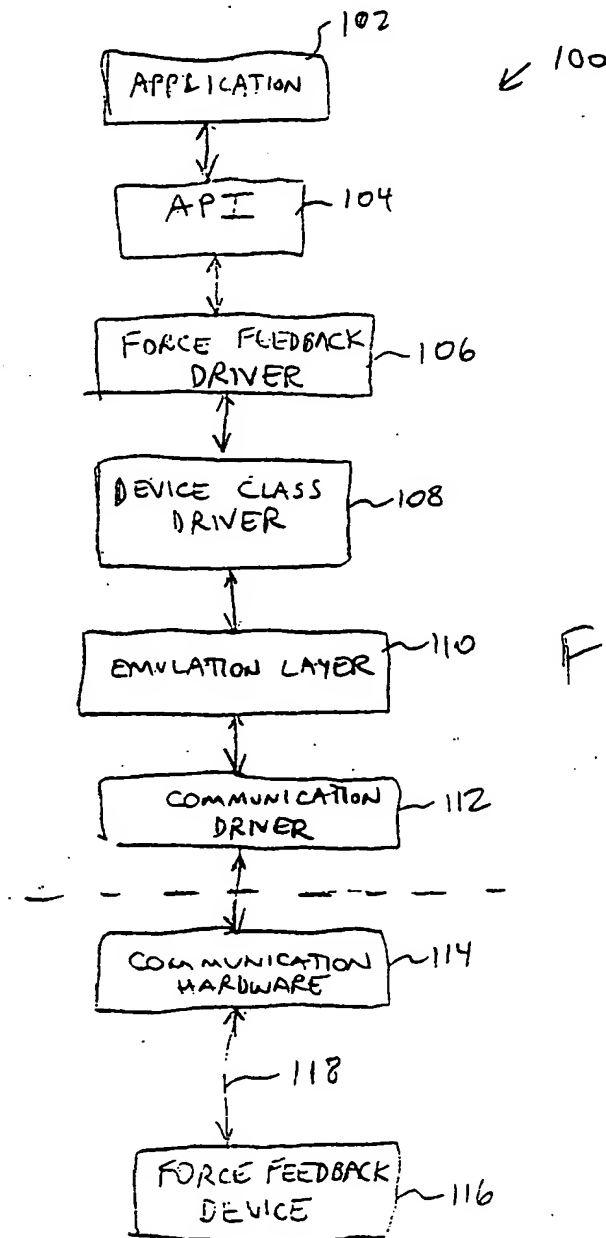 102
100
APPLICATION
API
104
FORCE FEEDBACK
DRIVER
106
DEVICE CLASS
DRIVER
108
EMULATION LAYER
110
F
COMMUNICATION
DRIVER
112
COMMUNICATION
HARDWARE
114
118
FORCE FEEDBACK
DEVICE
116